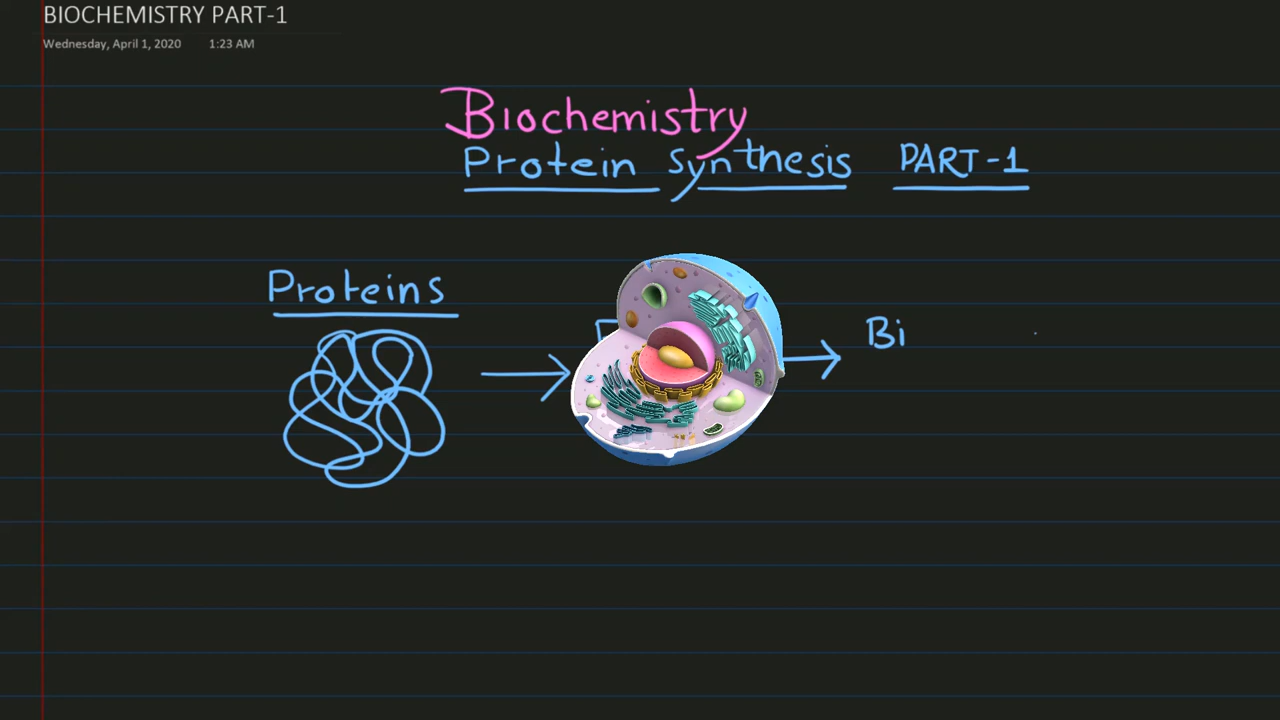 BIOCHEMISTRY PART-1
Wednesday, April 1, 2020 1:23 AM
Biochemistry
Protein Synthesis PART-1
Proteins
Bi